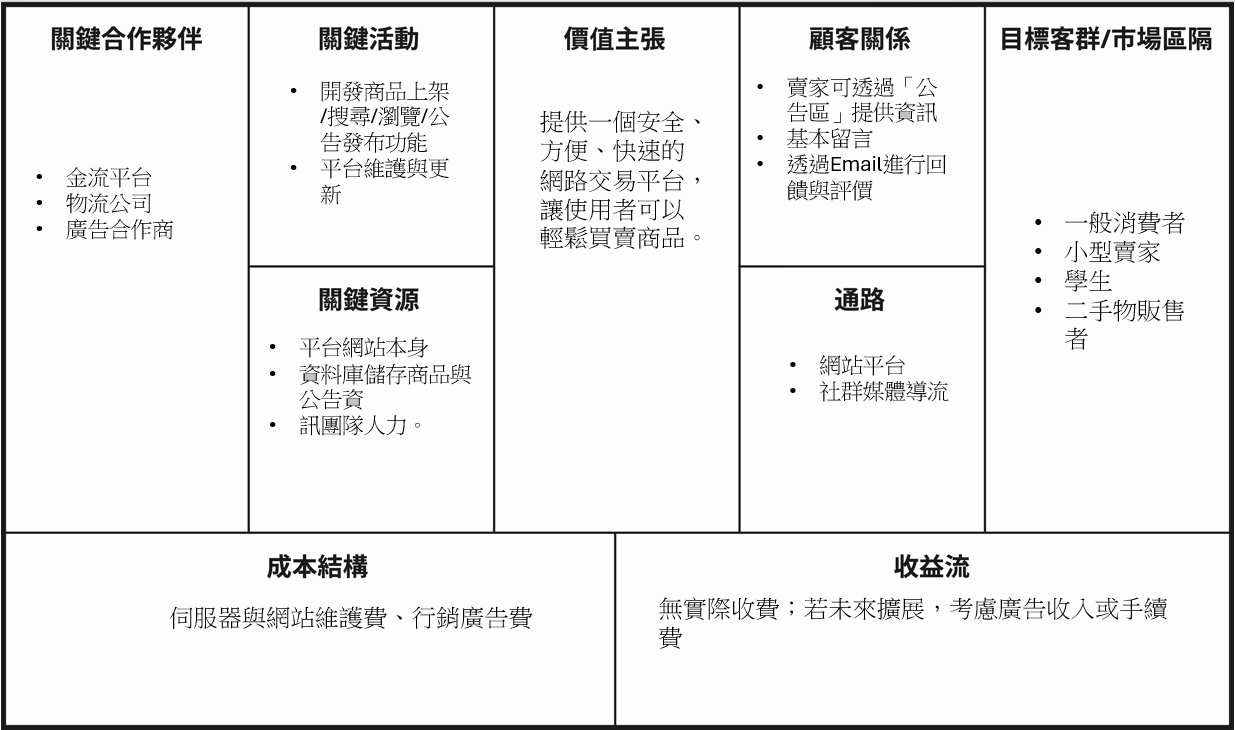 關鍵合作夥伴
金流平台
物流公司
廣告合作商
關鍵活動
開發商品上架
/搜尋/瀏覽/公
告發布功能
平台維護與更
新
關鍵資源
平台網站本身
資料庫儲存商品與
公告資
訊團隊人力。
價值主張
提供一個安全、
方便、快速的
網路交易平台，
讓使用者可以
輕鬆買賣商品。
顧客關係
賣家可透過「公
告區」提供資訊
基本留言
透過Email進行回
饋與評價
通路
網站平台
社群媒體導流
目標客群/市場區隔
一般消費者
小型賣家
學生
二手物販售
者
成本結構
伺服器與網站維護費、行銷廣告費
收益流
無實際收費；若未來擴展，考慮廣告收入或手續
費